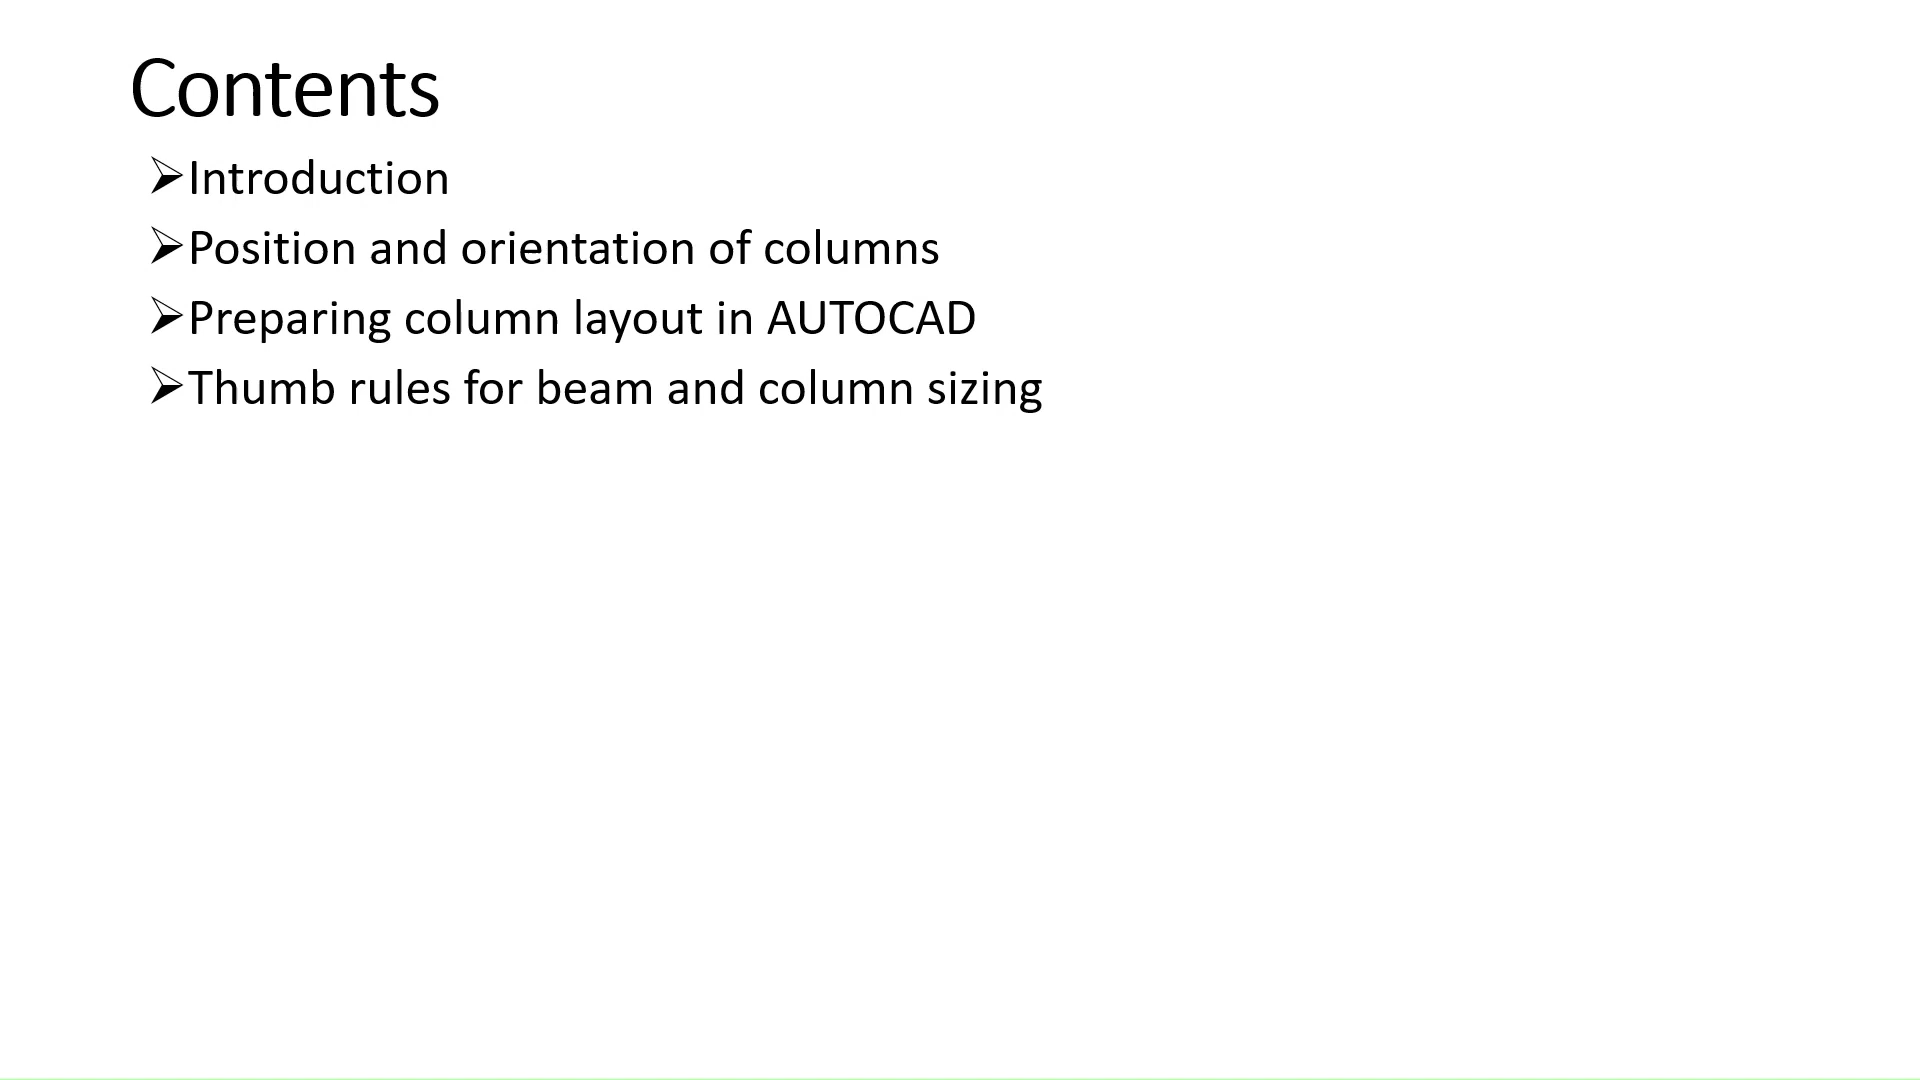 Contents
➢Introduction
➢Position and orientation of columns
➢Preparing column layout in AUTOCAD
➢Thumb rules for beam and column sizing